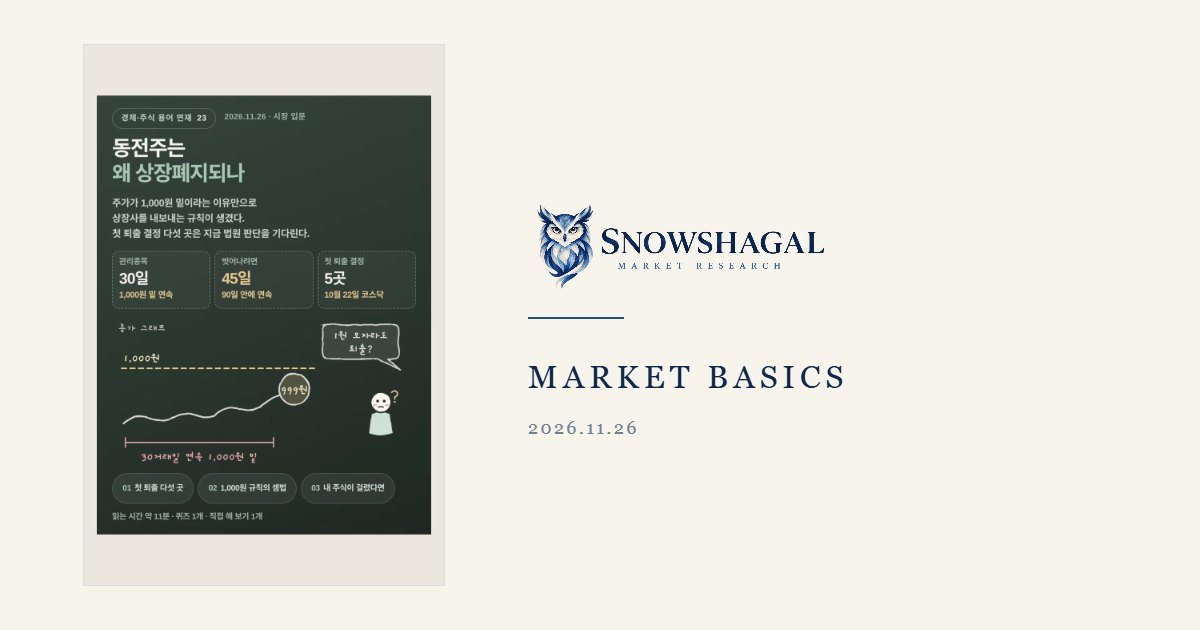 경제·주식 용어 연재 23
2026.11.26 · 시장 입문
동전주는
왜 상장폐지되나
주가가 1,000원 밑이라는 이유만으로
상장사를 내보내는 규칙이 생겼다.
첫 퇴출 결정 다섯 곳은 지금 법원 판단을 기다린다.
관리종목
30일
1,000원 밑 연속
벗어나려면
45일
90일 안에 연속
첫 퇴출 결정
5곳
10월 22일 코스닥
종가 그래프
1원 모자라도
퇴출?
1,000원
999원
?
30거래일 연속 1,000원 밑
01 첫 퇴출 다섯 곳
02 1,000원 규칙의 셈법
03 내 주식이 걸렸다면
읽는 시간 약 11분 · 퀴즈 1개 · 직접 해 보기 1개
SNOWSHAGAL
MARKET RESEARCH
MARKET BASICS
2026.11.26